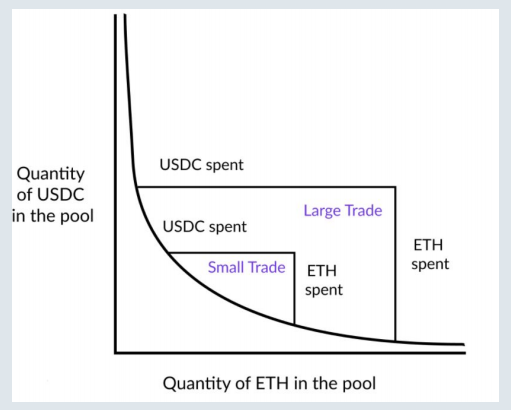 Quantity
of USDC
in the pool
USDC spent
Large Trade
USDC spent
ETH
spent
Small Trade
ETH
spent
Quantity of ETH in the pool